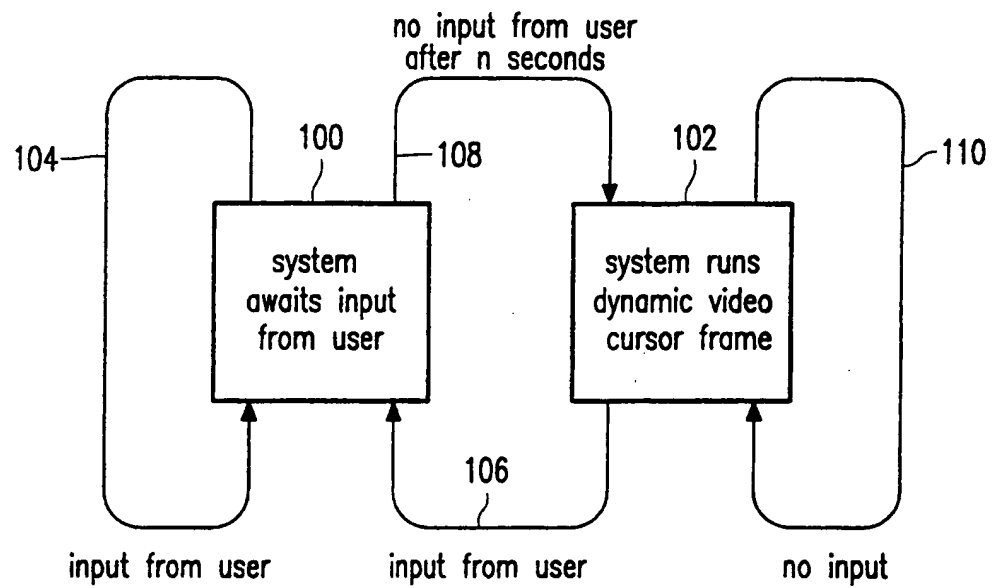 no input from user
after n seconds
104
100
108
102
110
system
awaits input
from user
system runs
dynamic video
cursor frame
106
input from user
input from user
no input